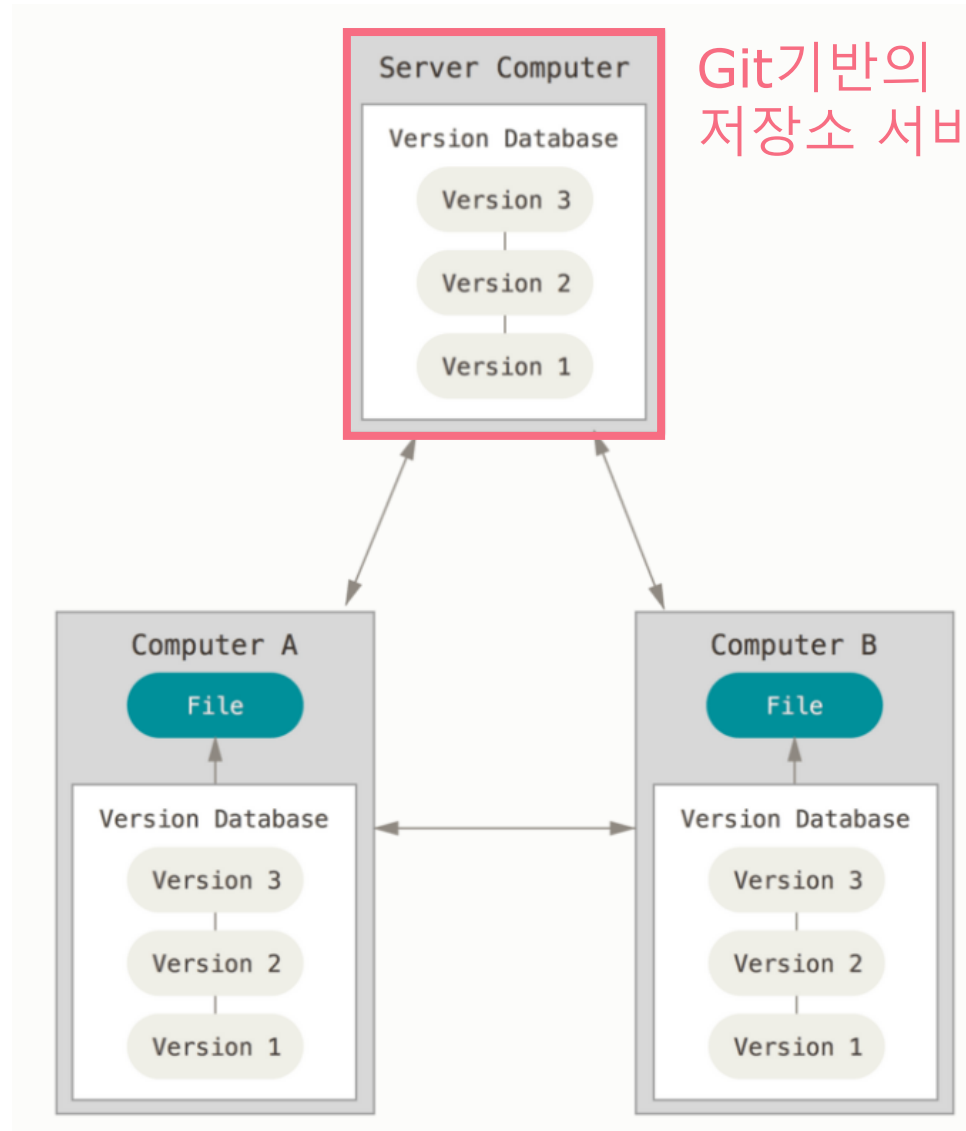 Server Computer
Git기반의
저장소
Version Database
Version 3
Version 2
Version 1
Computer A
File
Version Database
Version 3
Version 2
Version 1
Computer B
File
Version Database
Version 3
Version 2
Version 1